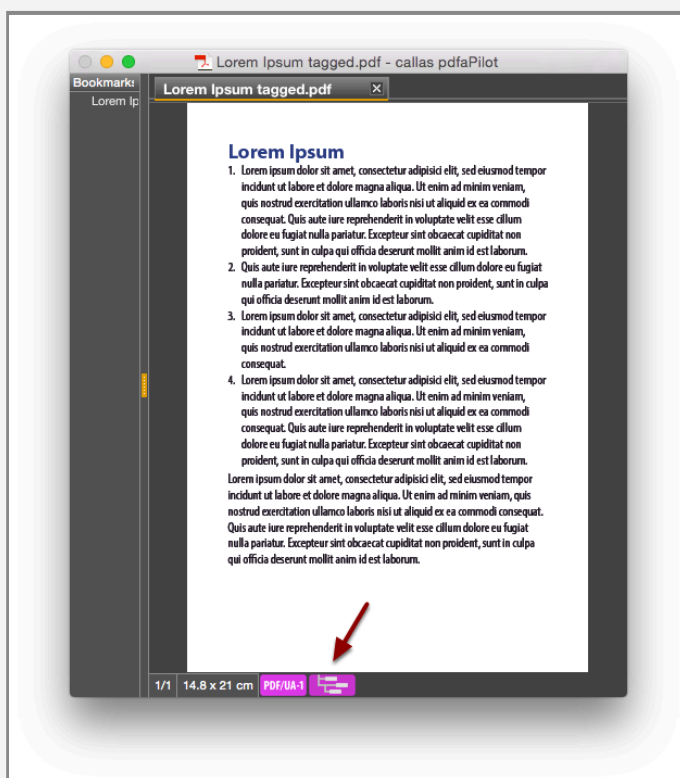 Lorem Ipsum tagged.pdf - callas pdfaPilot
Bookmark:
Lorem Ip
Lorem Ipsum tagged.pdf
Lorem Ipsum
1. Lorem ipsum dolor sit amet, consectetur adipisici elit, sed eiusmod tempor
incidunt ut labore et dolore magna aliqua. Ut enim ad minim veniam,
quis nostrud exercitation ullamco laboris nisi ut aliquid ex ea commodi
consequat. Quis aute iure reprehenderit in voluptate velit esse cillum
dolore eu fugiat nulla pariatur. Excepteur sint obcaecat cupiditat non
proident, sunt in culpa qui officia deserunt mollit anim id est laborum.
2. Quis aute iure reprehenderit in voluptate velit esse cillum dolore eu fugiat
nulla pariatur. Excepteur sint obcaecat cupiditat non proident, sunt in culpa
qui officia deserunt mollit anim id est laborum.
3. Lorem ipsum dolor sit amet, consectetur adipisici elit, sed eiusmod tempor
incidunt ut labore et dolore magna aliqua. Ut enim ad minim veniam,
quis nostrud exercitation ullamco laboris nisi ut aliquid ex ea commodi
consequat.
4. Lorem ipsum dolor sit amet, consectetur adipisici elit, sed eiusmod tempor
incidunt ut labore et dolore magna aliqua. Ut enim ad minim veniam,
quis nostrud exercitation ullamco laboris nisi ut aliquid ex ea commodi
consequat. Quis aute iure reprehenderit in voluptate velit esse cillum
dolore eu fugiat nulla pariatur. Excepteur sint obcaecat cupiditat non
proident, sunt in culpa qui officia deserunt mollit anim id est laborum.
Lorem ipsum dolor sit amet, consectetur adipisici elit, sed eiusmod tempor
incidunt ut labore et dolore magna aliqua. Ut enim ad minim veniam, quis
nostrud exercitation ullamco laboris nisi ut aliquid ex ea commodi consequat.
Quis aute iure reprehenderit in voluptate velit esse cillum dolore eu fugiat
nulla pariatur. Excepteur sint obcaecat cupiditat non proident, sunt in culpa
qui officia deserunt mollit anim id est laborum.
1/1 14.8 x 21 cm PDF/UA-1